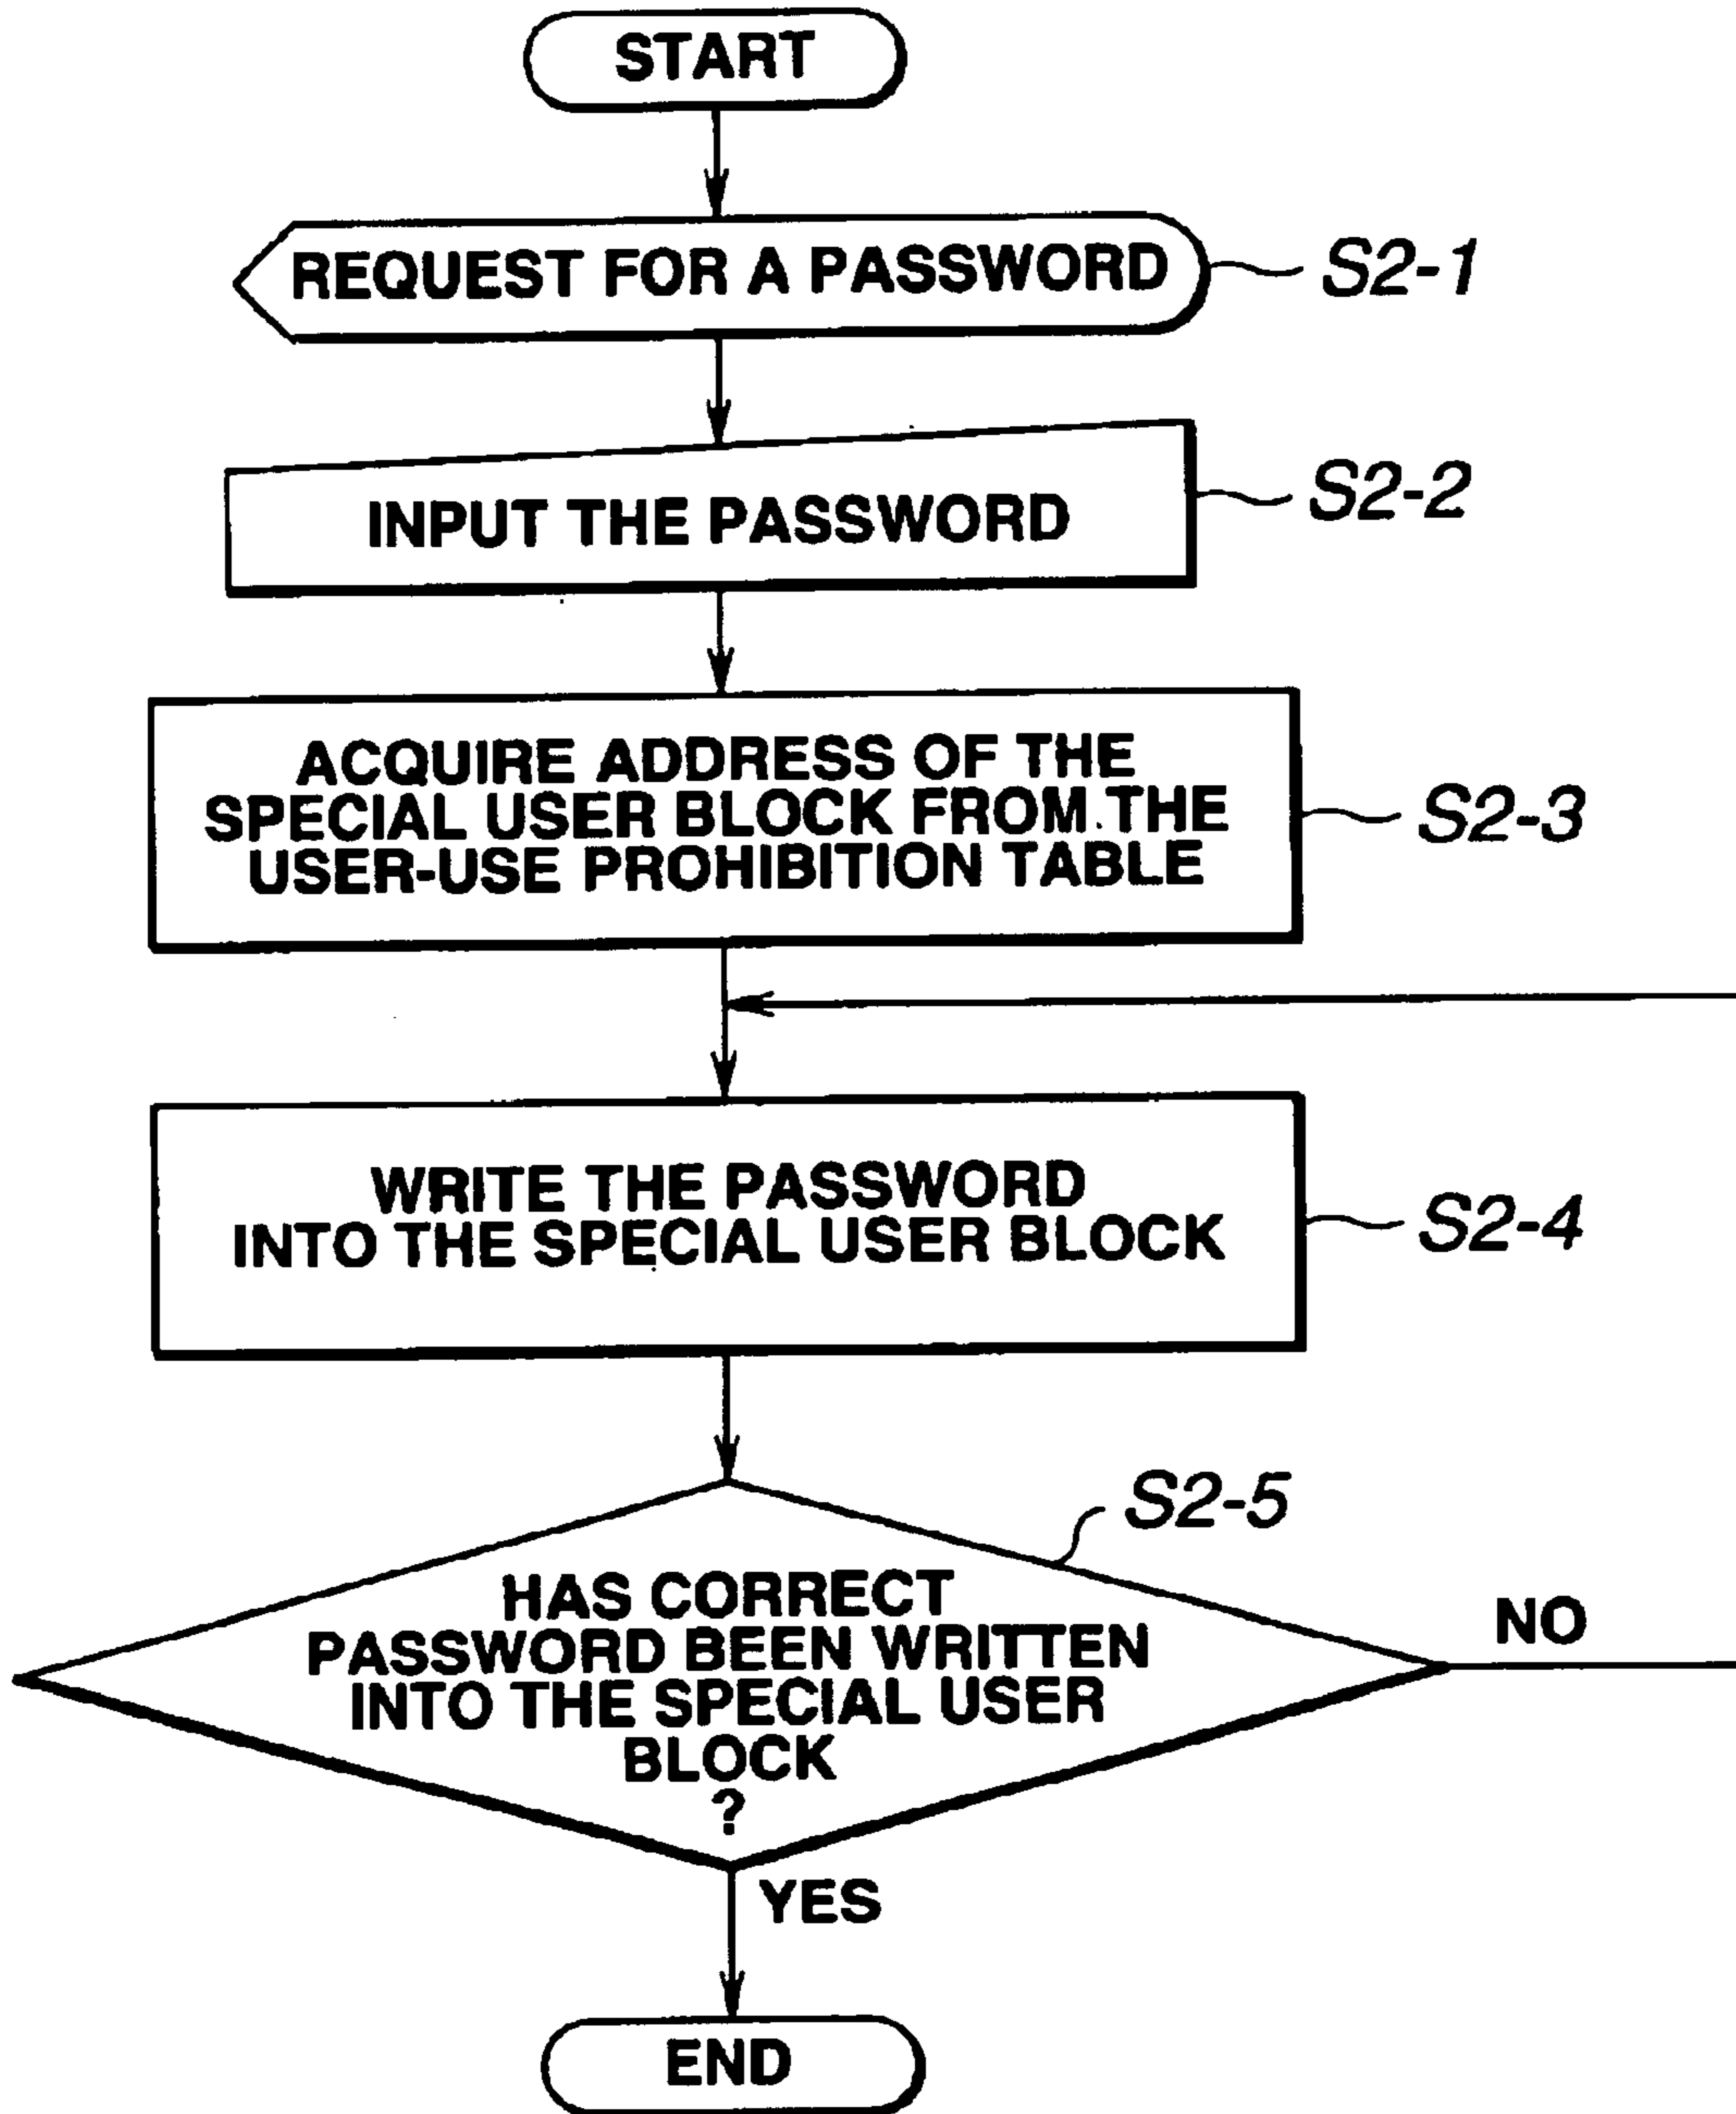 START
REQUEST FOR A PASSWORD
S2-1
INPUT THE PASSWORD
S2-2
ACQUIRE ADDRESS OF THE
SPECIAL USER BLOCK FROM THE
USER-USE PROHIBITION TABLE
S2-3
WRITE THE PASSWORD
INTO THE SPECIAL USER BLOCK
S2-4
S2-5
HAS CORRECT
PASSWORD BEEN WRITTEN
INTO THE SPECIAL USER
BLOCK
?
NO
YES
END